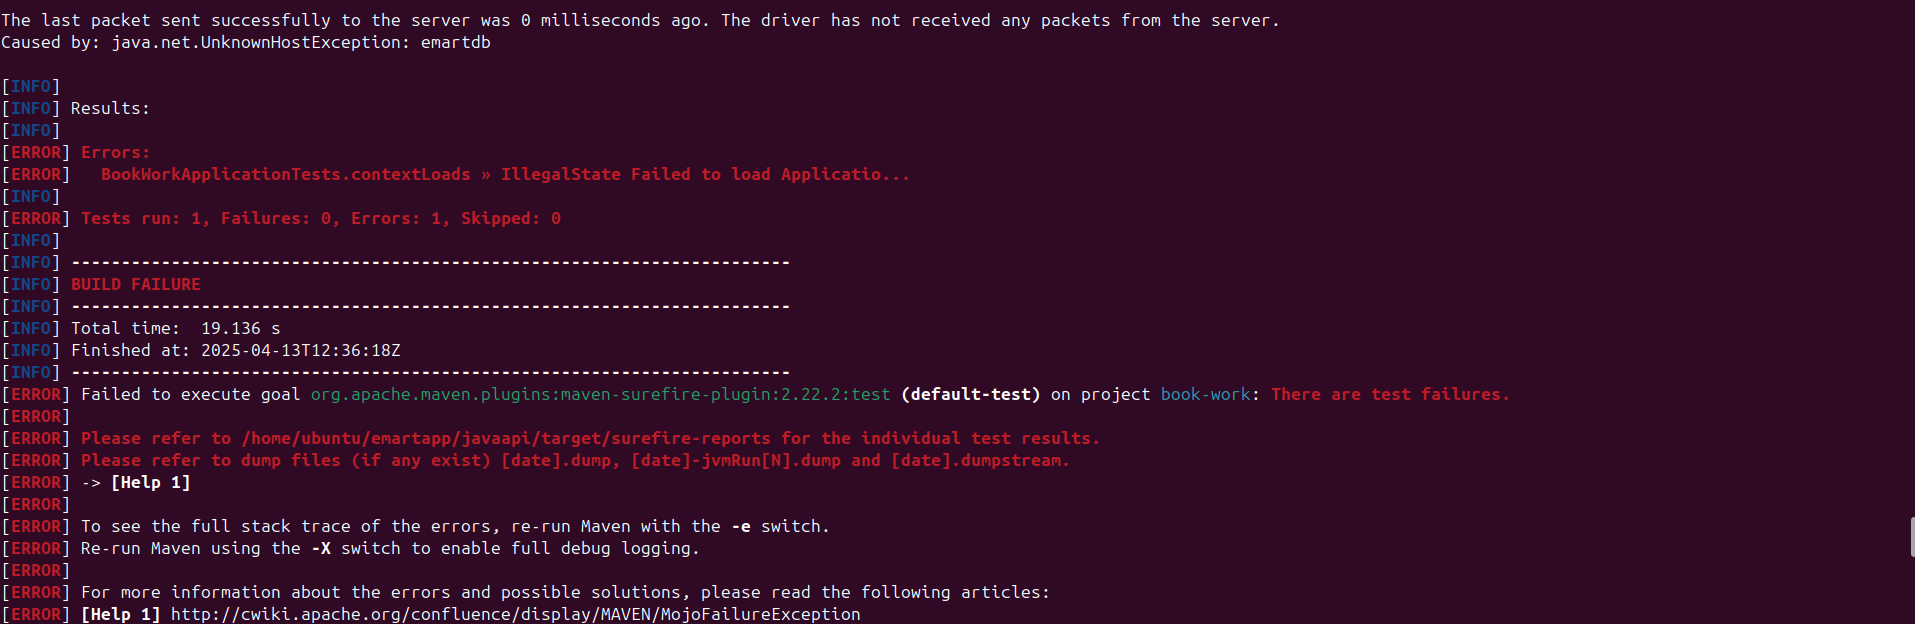 The last packet sent successfully to the server was 0 milliseconds ago. The driver has not received any packets from the server.
Caused by: java.net.UnknownHostException: emartdb
[INFO]
[INFO] Results:
[INFO]
[ERROR] Errors:
[ERROR]   BookWorkApplicationTests.contextLoads » IllegalState Failed to load Applicatio...
[INFO]
[ERROR] Tests run: 1, Failures: 0, Errors: 1, Skipped: 0
[INFO]
[INFO] ------------------------------------------------------------------------
[INFO] BUILD FAILURE
[INFO] ------------------------------------------------------------------------
[INFO] Total time:  19.136 s
[INFO] Finished at: 2025-04-13T12:36:18Z
[INFO] ------------------------------------------------------------------------
[ERROR] Failed to execute goal org.apache.maven.plugins:maven-surefire-plugin:2.22.2:test (default-test) on project book-work: There are test failures.
[ERROR]
[ERROR] Please refer to /home/ubuntu/emartapp/javaapi/target/surefire-reports for the individual test results.
[ERROR] Please refer to dump files (if any exist) [date].dump, [date]-jvmRun[N].dump and [date].dumpstream.
[ERROR] -> [Help 1]
[ERROR]
[ERROR] To see the full stack trace of the errors, re-run Maven with the -e switch.
[ERROR] Re-run Maven using the -X switch to enable full debug logging.
[ERROR]
[ERROR] For more information about the errors and possible solutions, please read the following articles:
[ERROR] [Help 1] http://cwiki.apache.org/confluence/display/MAVEN/MojoFailureException